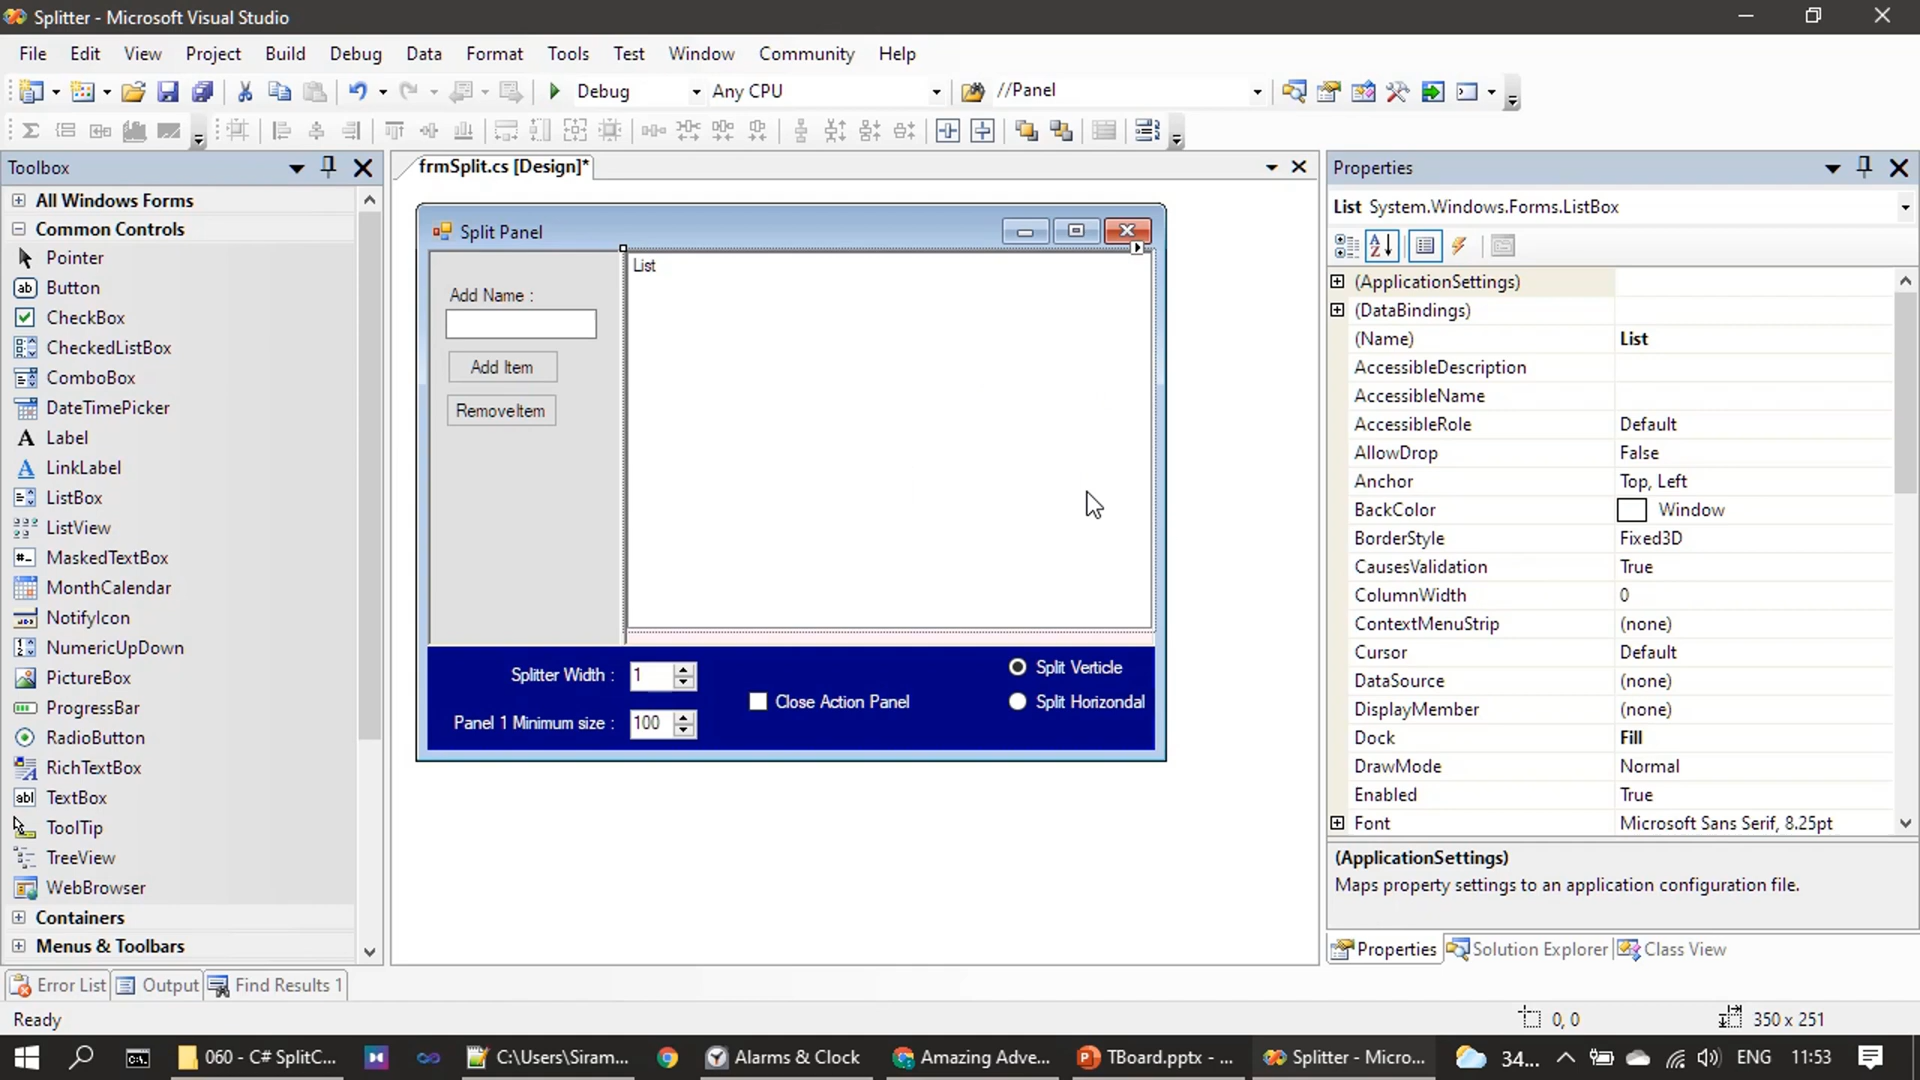 Splitter - Microsoft Visual Studio
File Edit View Project Build Debug Data Format Tools Test Window Community Help
Debug Any CPU //Panel
Toolbox
All Windows Forms
Common Controls
Pointer
Button
CheckBox
CheckedListBox
ComboBox
DateTimePicker
Label
LinkLabel
ListBox
ListView
MaskedTextBox
MonthCalendar
NotifyIcon
NumericUpDown
PictureBox
ProgressBar
RadioButton
RichTextBox
TextBox
ToolTip
TreeView
WebBrowser
Containers
Menus & Toolbars
frmSplit.cs [Design]*
Split Panel
List
Add Name :
Add Item
RemoveItem
Splitter Width : 1
Panel 1 Minimum size : 100
Close Action Panel
Split Verticle
Split Horizondal
Properties
List System.Windows.Forms.ListBox
(ApplicationSettings)
(DataBindings)
(Name) List
AccessibleDescription
AccessibleName
AccessibleRole Default
AllowDrop False
Anchor Top, Left
BackColor Window
BorderStyle Fixed3D
CausesValidation True
ColumnWidth 0
ContextMenuStrip (none)
Cursor Default
DataSource (none)
DisplayMember (none)
Dock Fill
DrawMode Normal
Enabled True
Font Microsoft Sans Serif, 8.25pt
(ApplicationSettings)
Maps property settings to an application configuration file.
Properties Solution Explorer Class View
Error List Output Find Results 1
Ready 0, 0 350 x 251
060 - C# SplitC... C:\Users\Siram... Alarms & Clock Amazing Adve... TBoard.pptx - ... Splitter - Micro... 34... ENG 11:53